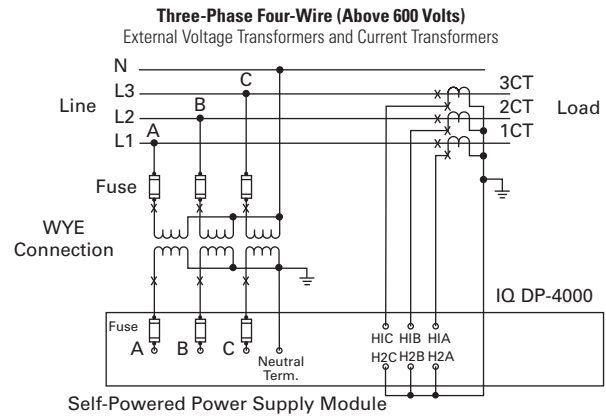 Three-Phase Four-Wire (Above 600 Volts)
External Voltage Transformers and Current Transformers
N
C
L3
3CT
Line
B
L2
2CT
Load
A
L1
1CT
Fuse
WYE
Connection
IQ DP-4000
Fuse
HIC HIB HIA
A B C
H2C H2B H2A
Neutral
Term.
Self-Powered Power Supply Module